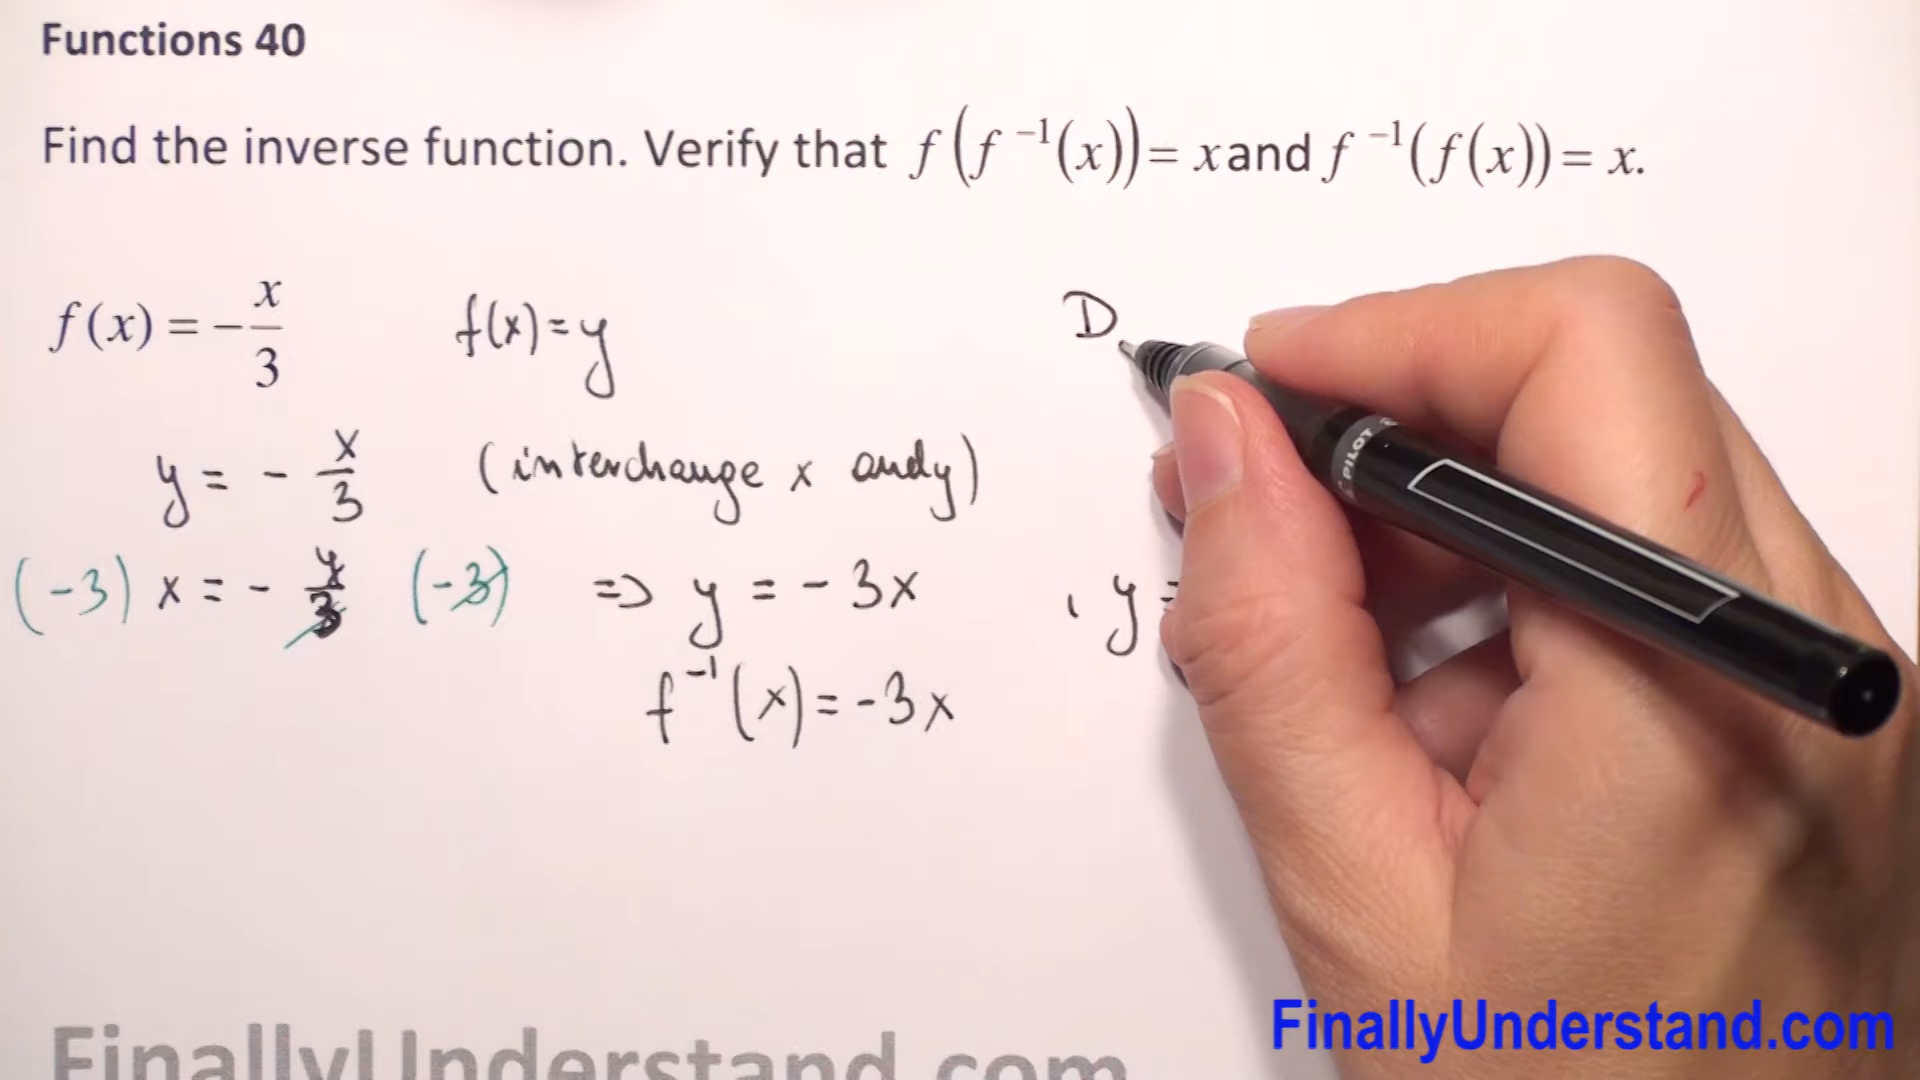 Functions 40
Find the inverse function. Verify that f(f⁻¹(x)) = x and f⁻¹(f(x)) = x.
f(x) = -x/3 f(x) = y D
y = - x/3 (interchange x and y)
(-3) x = - y/3 (-3) => y = - 3x , y =
f⁻¹(x) = -3x
PILOT
FinallyUnderstand.com
FinallyUnderstand.com